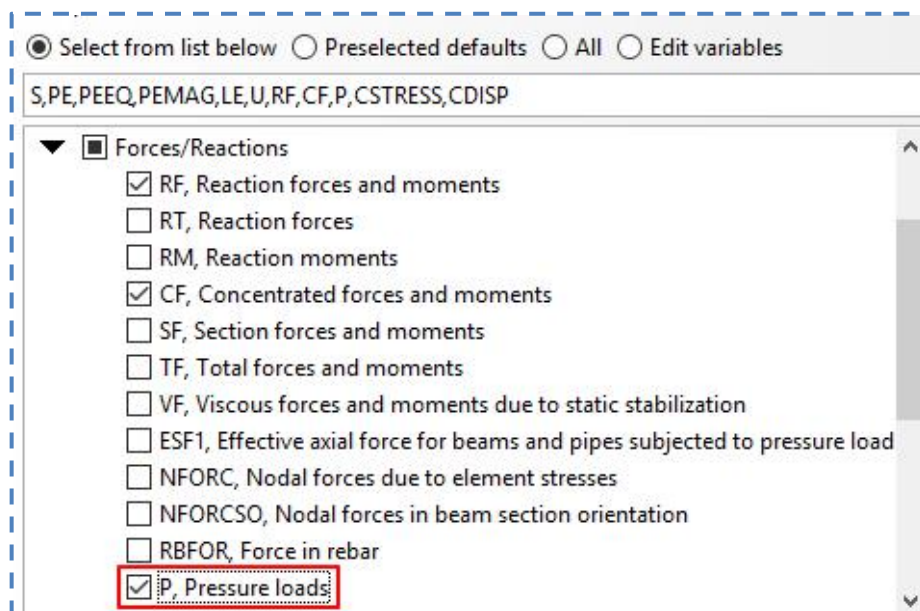 Select from list below Preselected defaults All Edit variables
S,PE,PEEQ,PEMAG,LE,U,RF,CF,P,CSTRESS,CDISP
Forces/Reactions
RF, Reaction forces and moments
RT, Reaction forces
RM, Reaction moments
CF, Concentrated forces and moments
SF, Section forces and moments
TF, Total forces and moments
VF, Viscous forces and moments due to static stabilization
ESF1, Effective axial force for beams and pipes subjected to pressure load
NFORC, Nodal forces due to element stresses
NFORCSO, Nodal forces in beam section orientation
RBFOR, Force in rebar
P, Pressure loads